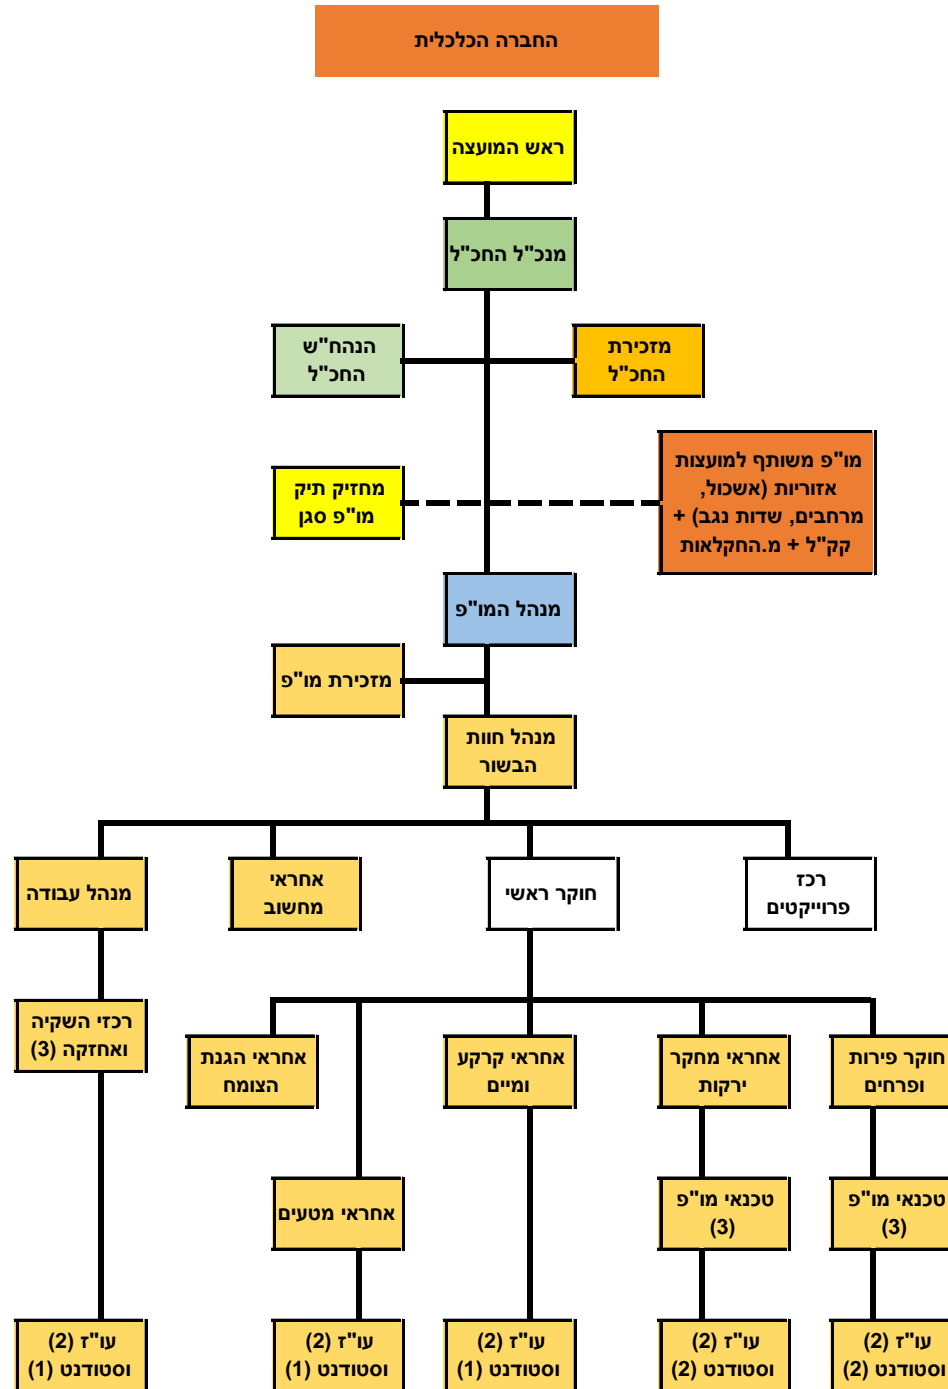 החברה הכלכלית
ראש המועצה
מנכ"ל החכ"ל
מזכירת
החכ"ל
הנהח"ש
החכ"ל
מו"פ משותף למועצות
אזוריות (אשכול,
מרחבים, שדות נגב) +
קק"ל + מ.החקלאות
מחזיק תיק
מו"פ סגן
מנהל המו"פ
מזכירת מו"פ
מנהל חוות
הבשור
רכז
פרוייקטים
חוקר ראשי
אחראי
מחשוב
מנהל עבודה
חוקר פירות
ופרחים
אחראי מחקר
ירקות
אחראי קרקע
ומיים
אחראי הגנת
הצומח
רכזי השקיה
ואחזקה (3)
טכנאי מו"פ
(3)
טכנאי מו"פ
(3)
אחראי מטעים
עו"ז (2)
וסטודנט (2)
עו"ז (2)
וסטודנט (2)
עו"ז (2)
וסטודנט (1)
עו"ז (2)
וסטודנט (1)
עו"ז (2)
וסטודנט (1)